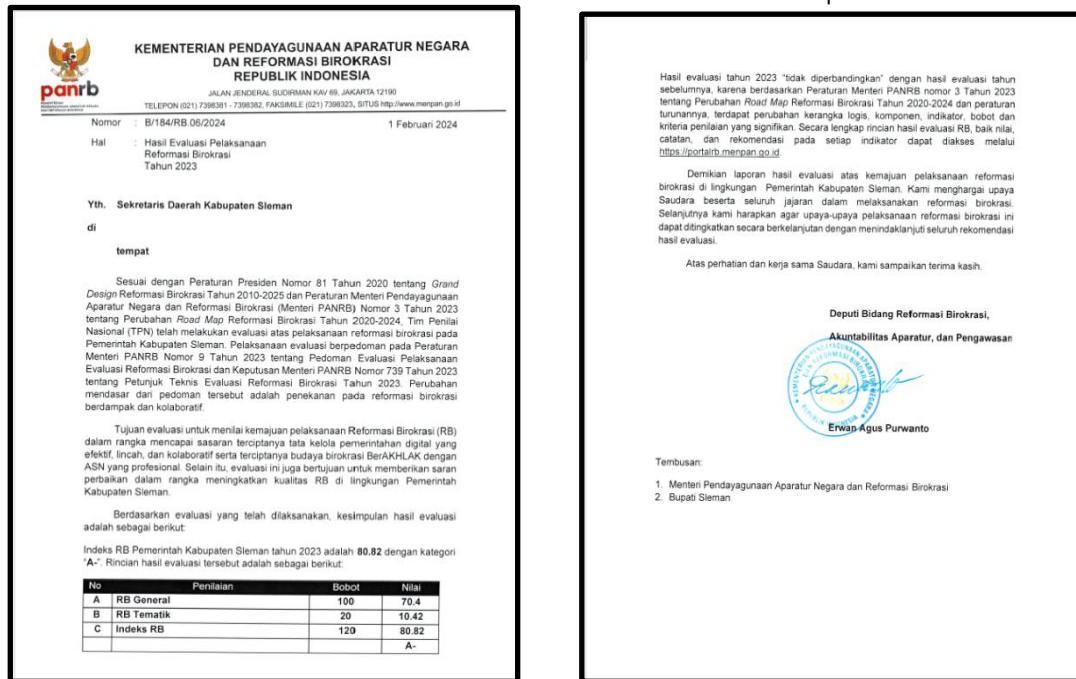 KEMENTERIAN PENDAYAGUNAAN APARATUR NEGARA
DAN REFORMASI BIROKRASI
REPUBLIK INDONESIA
panrb
JALAN JENDERAL SUDIRMAN KAV 69, JAKARTA 12190
TELEPON (021) 7398381 - 7398382, FAKSIMILE (021) 7398323, SITUS http://www.menpan.go.id
Nomor : B/184/RB.06/2024 1 Februari 2024
Hal : Hasil Evaluasi Pelaksanaan
Reformasi Birokrasi
Tahun 2023
Yth. Sekretaris Daerah Kabupaten Sleman
di
tempat
Sesuai dengan Peraturan Presiden Nomor 81 Tahun 2020 tentang Grand
Design Reformasi Birokrasi Tahun 2010-2025 dan Peraturan Menteri Pendayagunaan
Aparatur Negara dan Reformasi Birokrasi (Menteri PANRB) Nomor 3 Tahun 2023
tentang Perubahan Road Map Reformasi Birokrasi Tahun 2020-2024, Tim Penilai
Nasional (TPN) telah melakukan evaluasi atas pelaksanaan reformasi birokrasi pada
Pemerintah Kabupaten Sleman. Pelaksanaan evaluasi berpedoman pada Peraturan
Menteri PANRB Nomor 9 Tahun 2023 tentang Pedoman Evaluasi Pelaksanaan
Evaluasi Reformasi Birokrasi dan Keputusan Menteri PANRB Nomor 739 Tahun 2023
tentang Petunjuk Teknis Evaluasi Reformasi Birokrasi Tahun 2023. Perubahan
mendasar dari pedoman tersebut adalah penekanan pada reformasi birokrasi
berdampak dan kolaboratif.
Tujuan evaluasi untuk menilai kemajuan pelaksanaan Reformasi Birokrasi (RB)
dalam rangka mencapai sasaran terciptanya tata kelola pemerintahan digital yang
efektif, lincah, dan kolaboratif serta terciptanya budaya birokrasi BerAKHLAK dengan
ASN yang profesional. Selain itu, evaluasi ini juga bertujuan untuk memberikan saran
perbaikan dalam rangka meningkatkan kualitas RB di lingkungan Pemerintah
Kabupaten Sleman.
Berdasarkan evaluasi yang telah dilaksanakan, kesimpulan hasil evaluasi
adalah sebagai berikut:
Indeks RB Pemerintah Kabupaten Sleman tahun 2023 adalah 80.82 dengan kategori
"A-". Rincian hasil evaluasi tersebut adalah sebagai berikut:
No Penilaian Bobot Nilai
A RB General 100 70.4
B RB Tematik 20 10.42
C Indeks RB 120 80.82
A-
Hasil evaluasi tahun 2023 "tidak diperbandingkan" dengan hasil evaluasi tahun
sebelumnya, karena berdasarkan Peraturan Menteri PANRB nomor 3 Tahun 2023
tentang Perubahan Road Map Reformasi Birokrasi Tahun 2020-2024 dan peraturan
turunannya, terdapat perubahan kerangka logis, komponen, indikator, bobot dan
kriteria penilaian yang signifikan. Secara lengkap rincian hasil evaluasi RB, baik nilai,
catatan, dan rekomendasi pada setiap indikator dapat diakses melalui
https://portalrb.menpan.go.id.
Demikian laporan hasil evaluasi atas kemajuan pelaksanaan reformasi
birokrasi di lingkungan Pemerintah Kabupaten Sleman. Kami menghargai upaya
Saudara beserta seluruh jajaran dalam melaksanakan reformasi birokrasi.
Selanjutnya kami harapkan agar upaya-upaya pelaksanaan reformasi birokrasi ini
dapat ditingkatkan secara berkelanjutan dengan menindaklanjuti seluruh rekomendasi
hasil evaluasi.
Atas perhatian dan kerja sama Saudara, kami sampaikan terima kasih.
Deputi Bidang Reformasi Birokrasi,
Akuntabilitas Aparatur, dan Pengawasan
Erwan Agus Purwanto
Tembusan:
1. Menteri Pendayagunaan Aparatur Negara dan Reformasi Birokrasi
2. Bupati Sleman